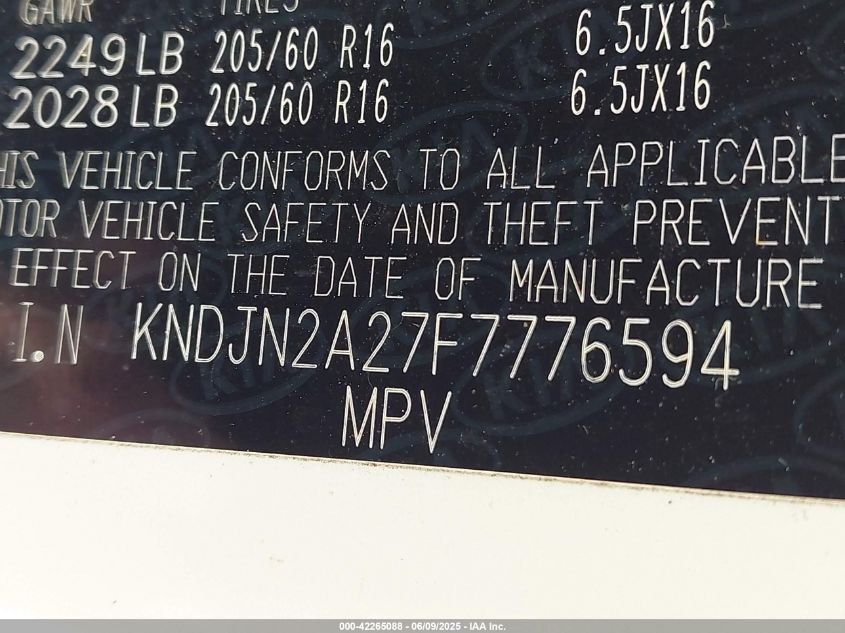 GAWR TIRES
2249LB 205/60 R16 6.5JX16
2028LB 205/60 R16 6.5JX16
HIS VEHICLE CONFORMS TO ALL APPLICABLE
OTOR VEHICLE SAFETY AND THEFT PREVENT
EFFECT ON THE DATE OF MANUFACTURE
I.N KNDJN2A27F7776594
MPV
000-42265088 - 06/09/2025 - IAA Inc.